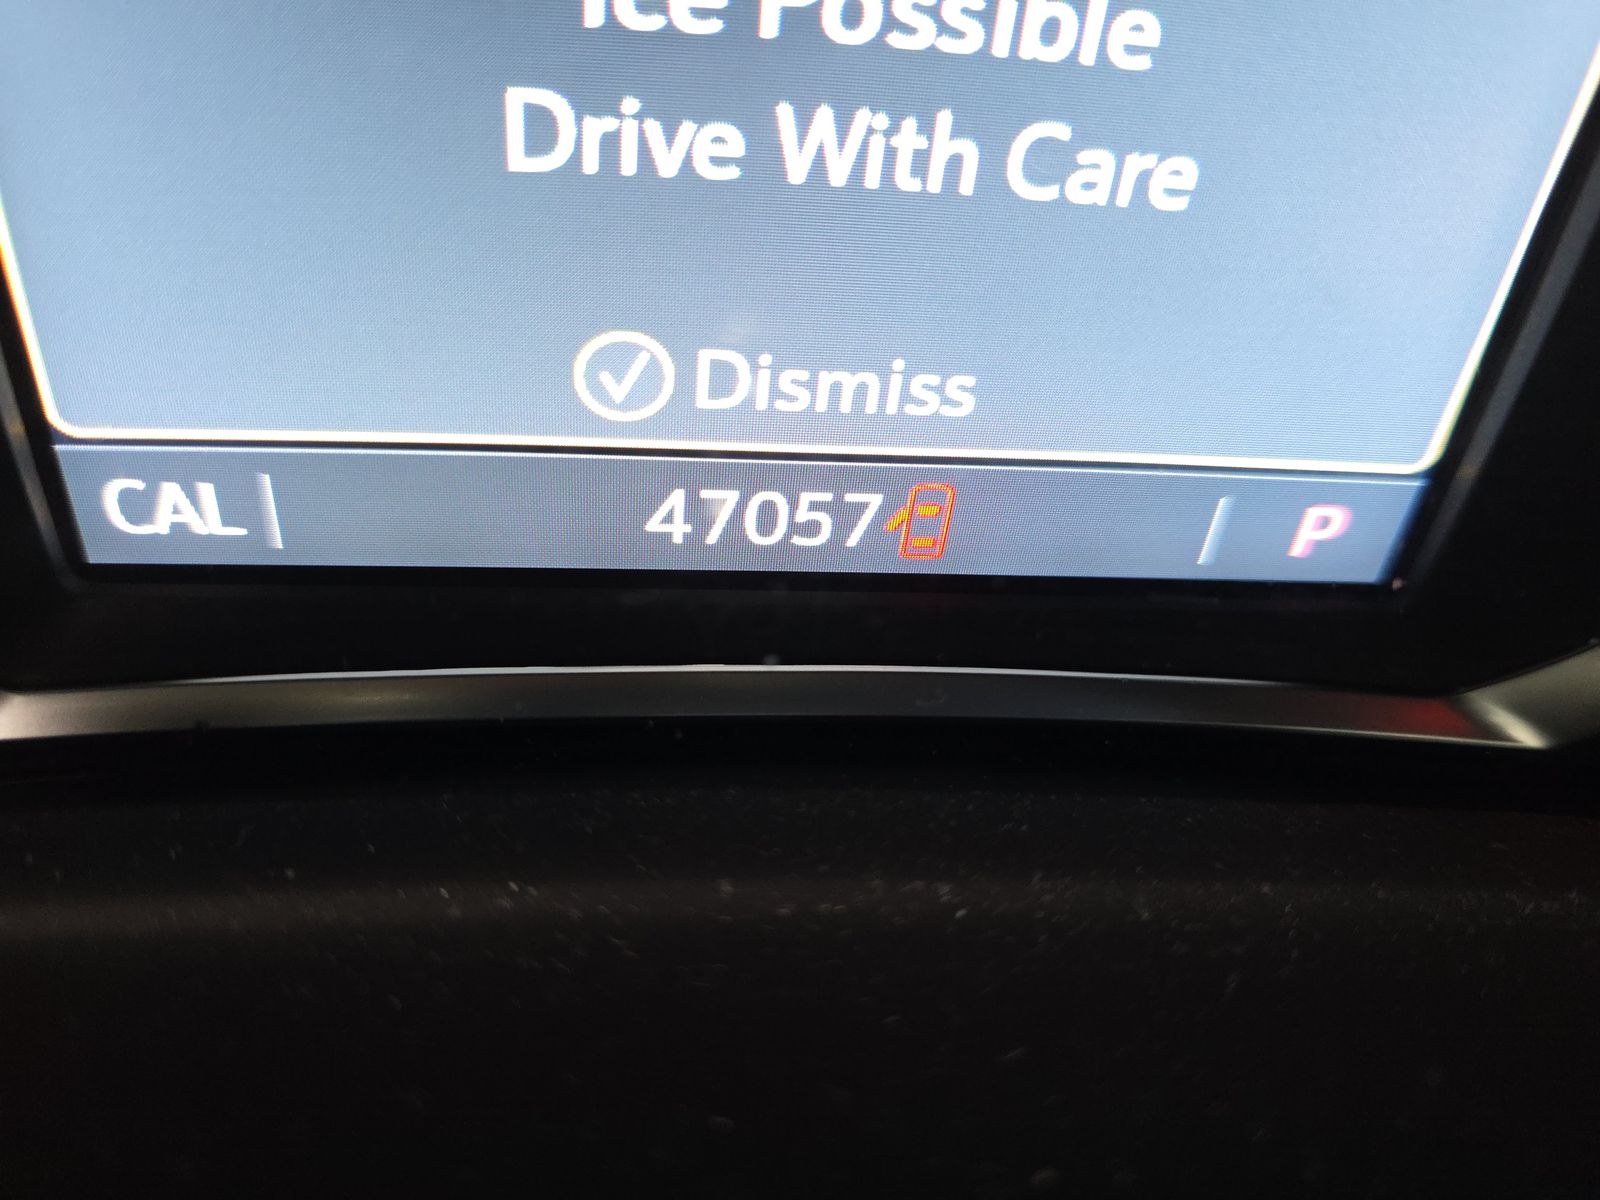 Ice Possible
Drive With Care
Dismiss
CAL
47057
P